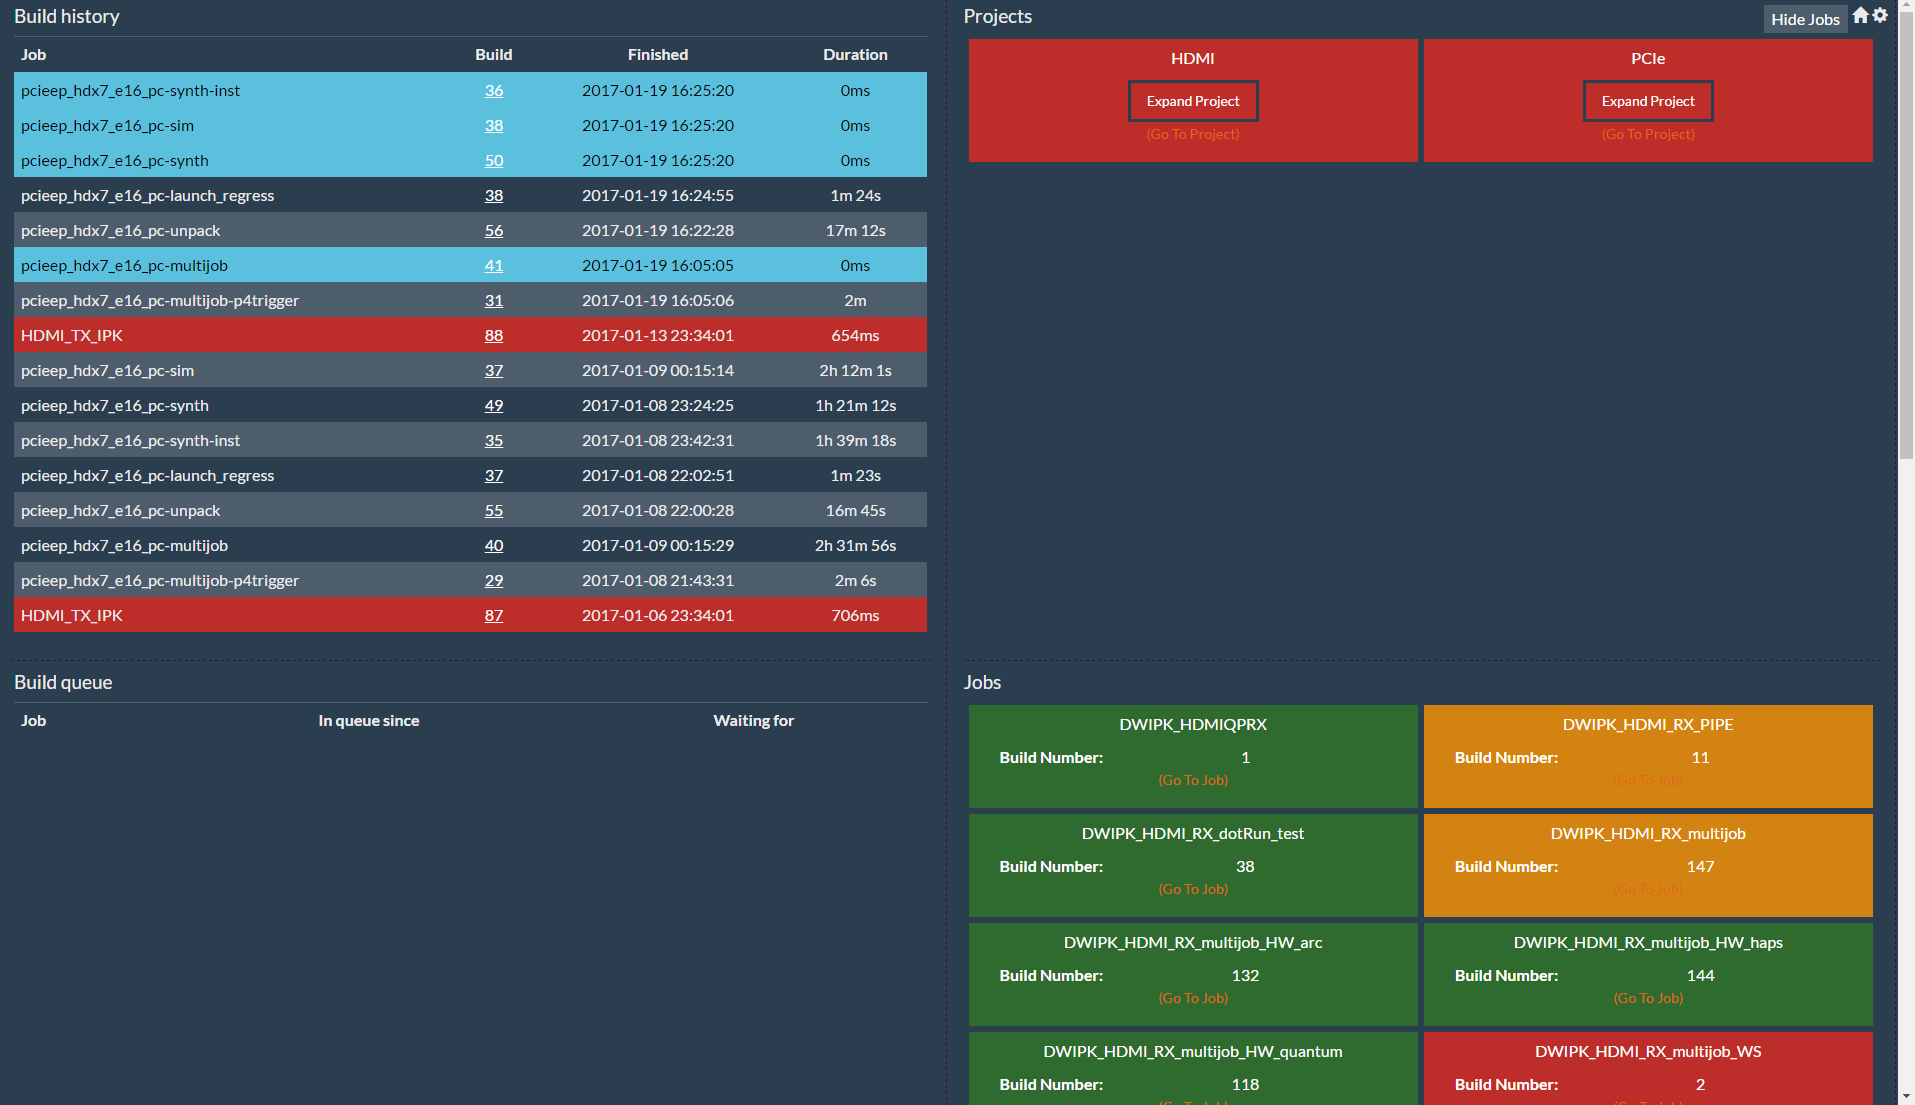 Build history
Job Build Finished Duration
pcieep_hdx7_e16_pc-synth-inst 36 2017-01-19 16:25:20 0ms
pcieep_hdx7_e16_pc-sim 38 2017-01-19 16:25:20 0ms
pcieep_hdx7_e16_pc-synth 50 2017-01-19 16:25:20 0ms
pcieep_hdx7_e16_pc-launch_regress 38 2017-01-19 16:24:55 1m 24s
pcieep_hdx7_e16_pc-unpack 56 2017-01-19 16:22:28 17m 12s
pcieep_hdx7_e16_pc-multijob 41 2017-01-19 16:05:05 0ms
pcieep_hdx7_e16_pc-multijob-p4trigger 31 2017-01-19 16:05:06 2m
HDMI_TX_IPK 88 2017-01-13 23:34:01 654ms
pcieep_hdx7_e16_pc-sim 37 2017-01-09 00:15:14 2h 12m 1s
pcieep_hdx7_e16_pc-synth 49 2017-01-08 23:24:25 1h 21m 12s
pcieep_hdx7_e16_pc-synth-inst 35 2017-01-08 23:42:31 1h 39m 18s
pcieep_hdx7_e16_pc-launch_regress 37 2017-01-08 22:02:51 1m 23s
pcieep_hdx7_e16_pc-unpack 55 2017-01-08 22:00:28 16m 45s
pcieep_hdx7_e16_pc-multijob 40 2017-01-09 00:15:29 2h 31m 56s
pcieep_hdx7_e16_pc-multijob-p4trigger 29 2017-01-08 21:43:31 2m 6s
HDMI_TX_IPK 87 2017-01-06 23:34:01 706ms
Projects
Hide Jobs
HDMI PCIe
Expand Project Expand Project
(Go To Project) (Go To Project)
Build queue
Job In queue since Waiting for
Jobs
DWIPK_HDMIQPRX DWIPK_HDMI_RX_PIPE
Build Number: 1 Build Number: 11
(Go To Job) (Go To Job)
DWIPK_HDMI_RX_dotRun_test DWIPK_HDMI_RX_multijob
Build Number: 38 Build Number: 147
(Go To Job) (Go To Job)
DWIPK_HDMI_RX_multijob_HW_arc DWIPK_HDMI_RX_multijob_HW_haps
Build Number: 132 Build Number: 144
(Go To Job) (Go To Job)
DWIPK_HDMI_RX_multijob_HW_quantum DWIPK_HDMI_RX_multijob_WS
Build Number: 118 Build Number: 2